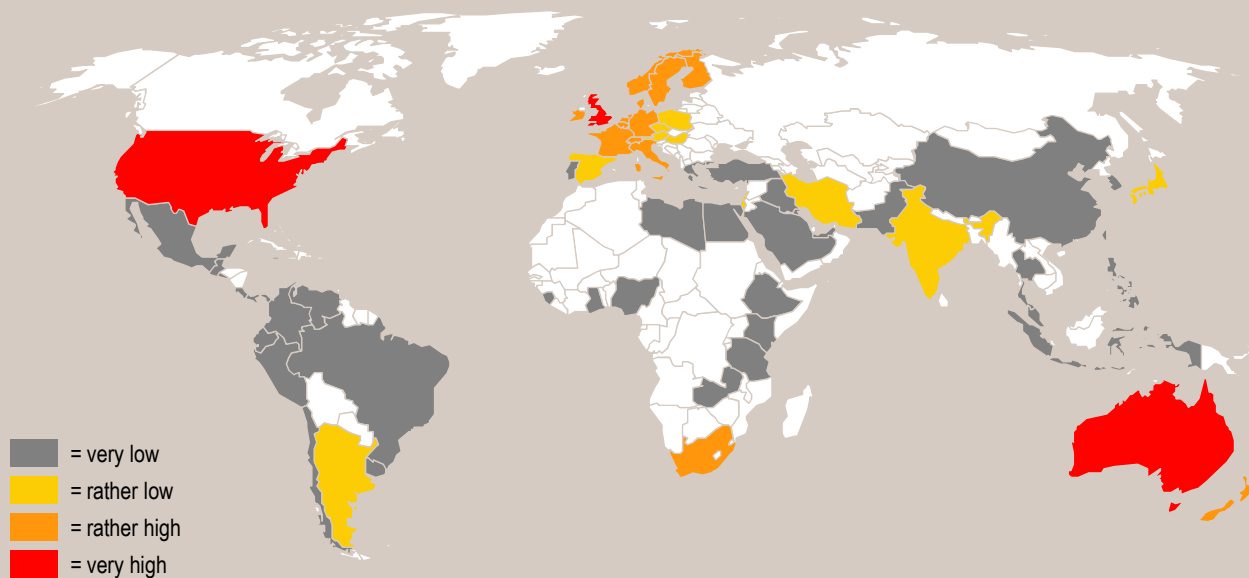 = very low
= rather low
= rather high
= very high